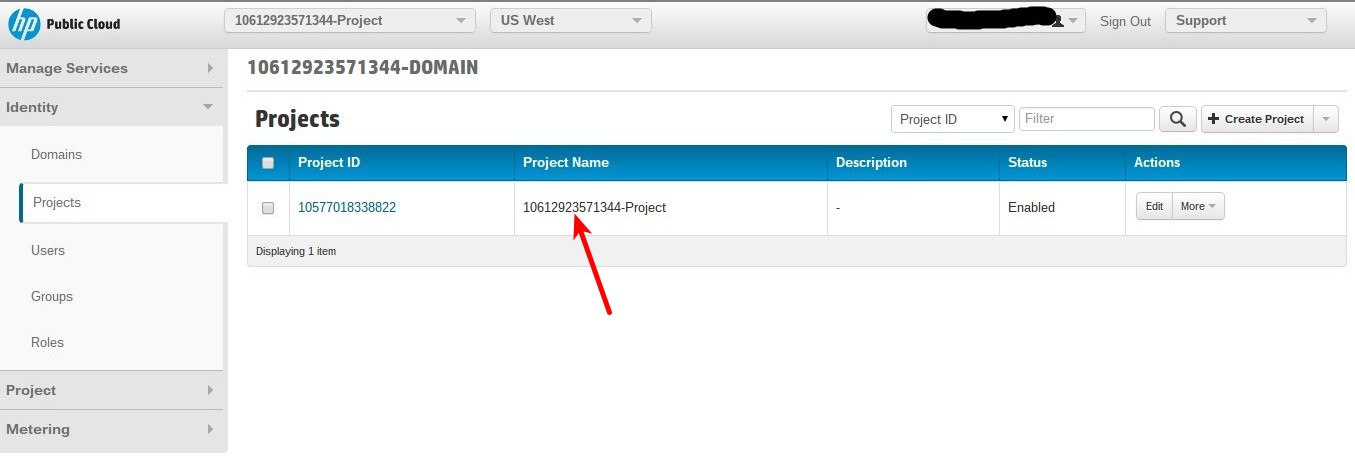 hp Public Cloud 10612923571344-Project US West Sign Out Support
Manage Services
Identity
Domains
Projects
Users
Groups
Roles
Project
Metering
10612923571344-DOMAIN
Projects Project ID Filter Create Project
Project ID Project Name Description Status Actions
10577018338822 10612923571344-Project - Enabled Edit More
Displaying 1 item